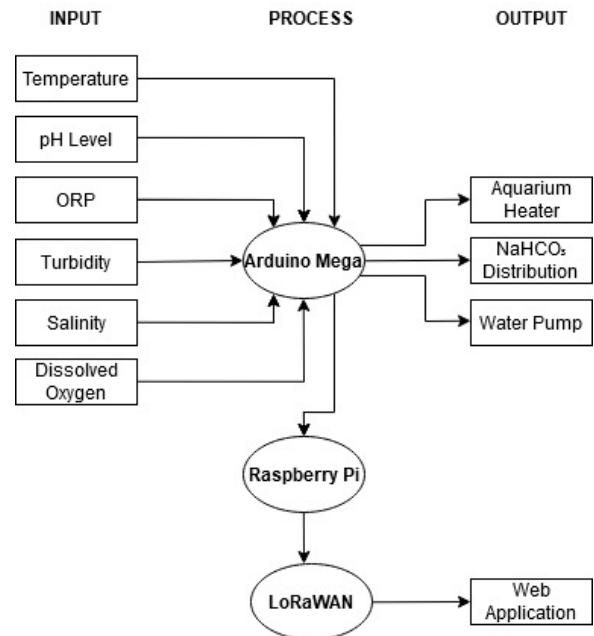 INPUT
PROCESS
OUTPUT
Temperature
pH Level
ORP
Turbidity
Salinity
Dissolved
Oxygen
Arduino Mega
Raspberry Pi
LoRaWAN
Aquarium
Heater
NaHCO₃
Distribution
Water Pump
Web
Application